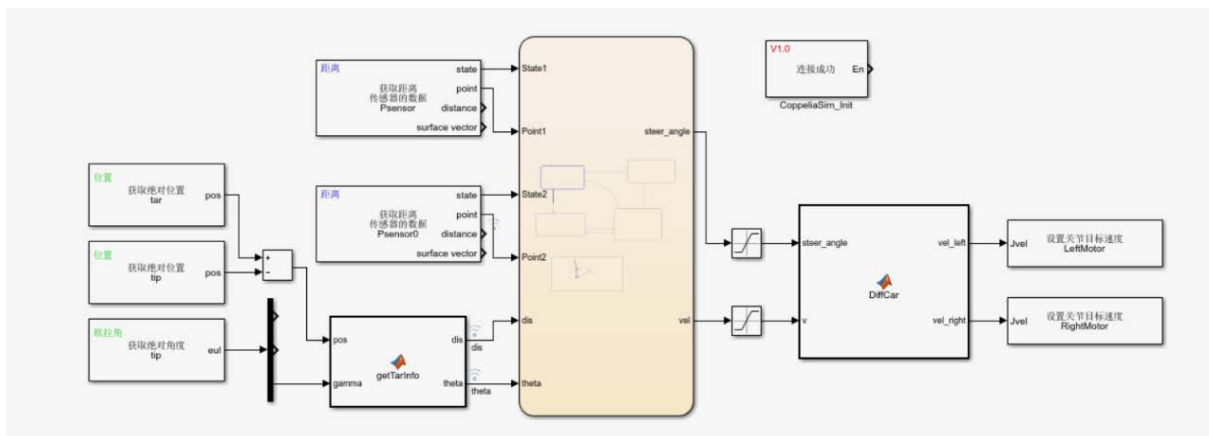 V1.0
连接成功
En
CoppeliaSim_Init
距离
获取距离
传感器的数据
Psensor
state
point
distance
surface vector
State1
Point1
steer_angle
位置
获取绝对位置
tar
pos
距离
获取距离
传感器的数据
Psensor0
state
point
distance
surface vector
State2
Point2
位置
获取绝对位置
tip
pos
+
−
欧拉角
获取绝对角度
tip
eul
pos
gamma
getTarInfo
dis
theta
dis
theta
dis
theta
vel
steer_angle
v
DiffCar
vel_left
vel_right
Jvel
设置关节目标速度
LeftMotor
Jvel
设置关节目标速度
RightMotor